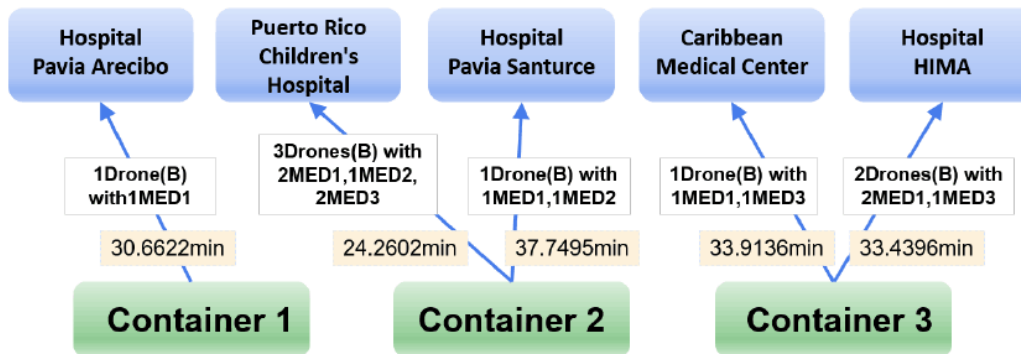 Hospital
Pavia Arecibo
Puerto Rico
Children's
Hospital
Hospital
Pavia Santurce
Caribbean
Medical Center
Hospital
HIMA
1Drone(B)
with1MED1
3Drones(B) with
2MED1,1MED2,
2MED3
1Drone(B) with
1MED1,1MED2
1Drone(B) with
1MED1,1MED3
2Drones(B) with
2MED1,1MED3
30.6622min
24.2602min
37.7495min
33.9136min
33.4396min
Container 1
Container 2
Container 3